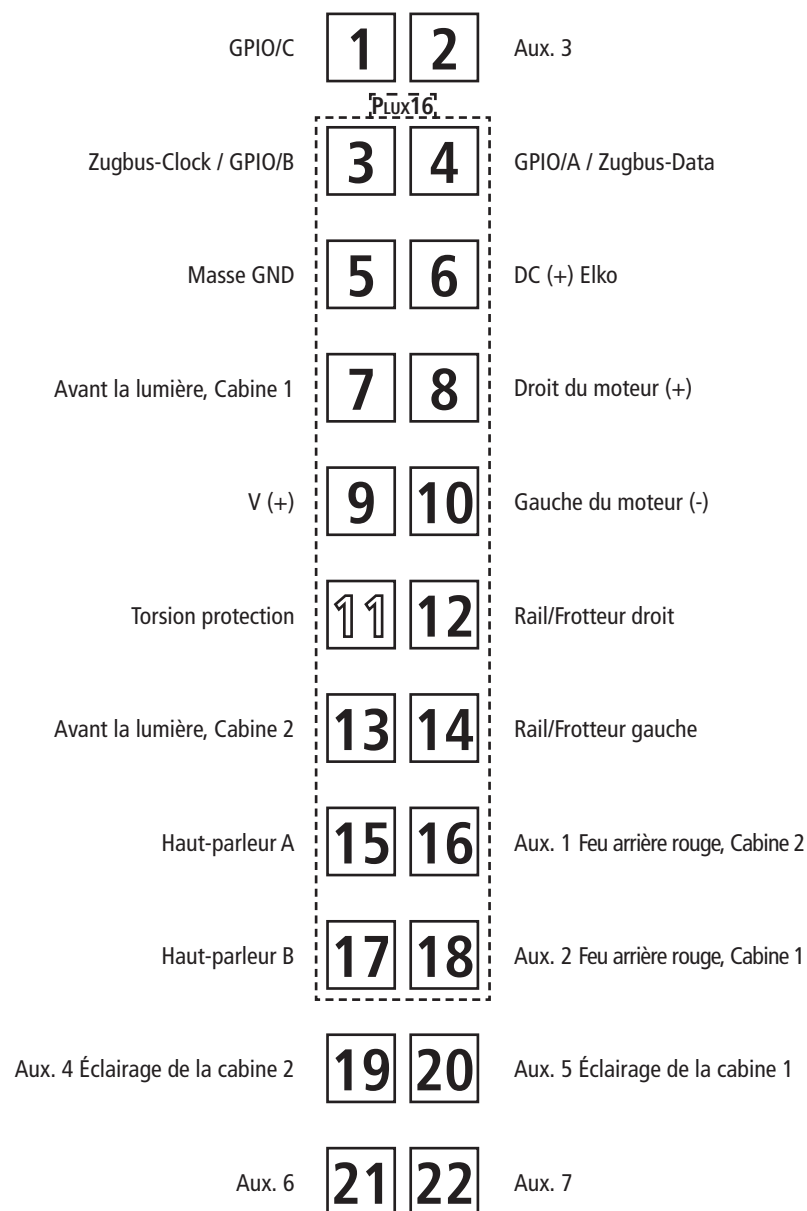 GPIO/C 1 2 Aux. 3
PLUX16
Zugbus-Clock / GPIO/B 3 4 GPIO/A / Zugbus-Data
Masse GND 5 6 DC (+) Elko
Avant la lumière, Cabine 1 7 8 Droit du moteur (+)
V (+) 9 10 Gauche du moteur (-)
Torsion protection 11 12 Rail/Frotteur droit
Avant la lumière, Cabine 2 13 14 Rail/Frotteur gauche
Haut-parleur A 15 16 Aux. 1 Feu arrière rouge, Cabine 2
Haut-parleur B 17 18 Aux. 2 Feu arrière rouge, Cabine 1
Aux. 4 Éclairage de la cabine 2 19 20 Aux. 5 Éclairage de la cabine 1
Aux. 6 21 22 Aux. 7